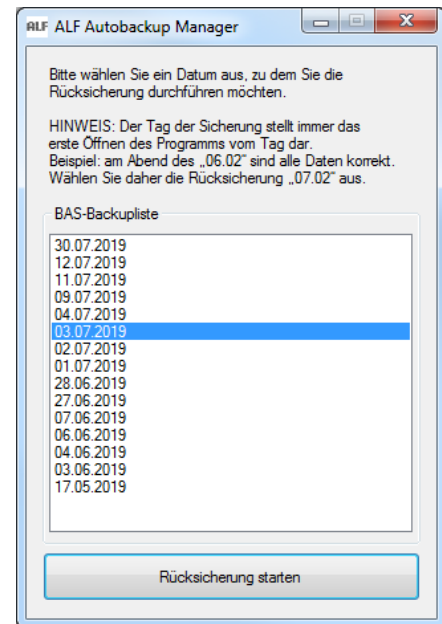 ALF ALF Autobackup Manager
Bitte wählen Sie ein Datum aus, zu dem Sie die
Rücksicherung durchführen möchten.
HINWEIS: Der Tag der Sicherung stellt immer das
erste Öffnen des Programms vom Tag dar.
Beispiel: am Abend des „06.02" sind alle Daten korrekt.
Wählen Sie daher die Rücksicherung „07.02" aus.
BAS-Backupliste
30.07.2019
12.07.2019
11.07.2019
09.07.2019
04.07.2019
03.07.2019
02.07.2019
01.07.2019
28.06.2019
27.06.2019
07.06.2019
06.06.2019
04.06.2019
03.06.2019
17.05.2019
Rücksicherung starten